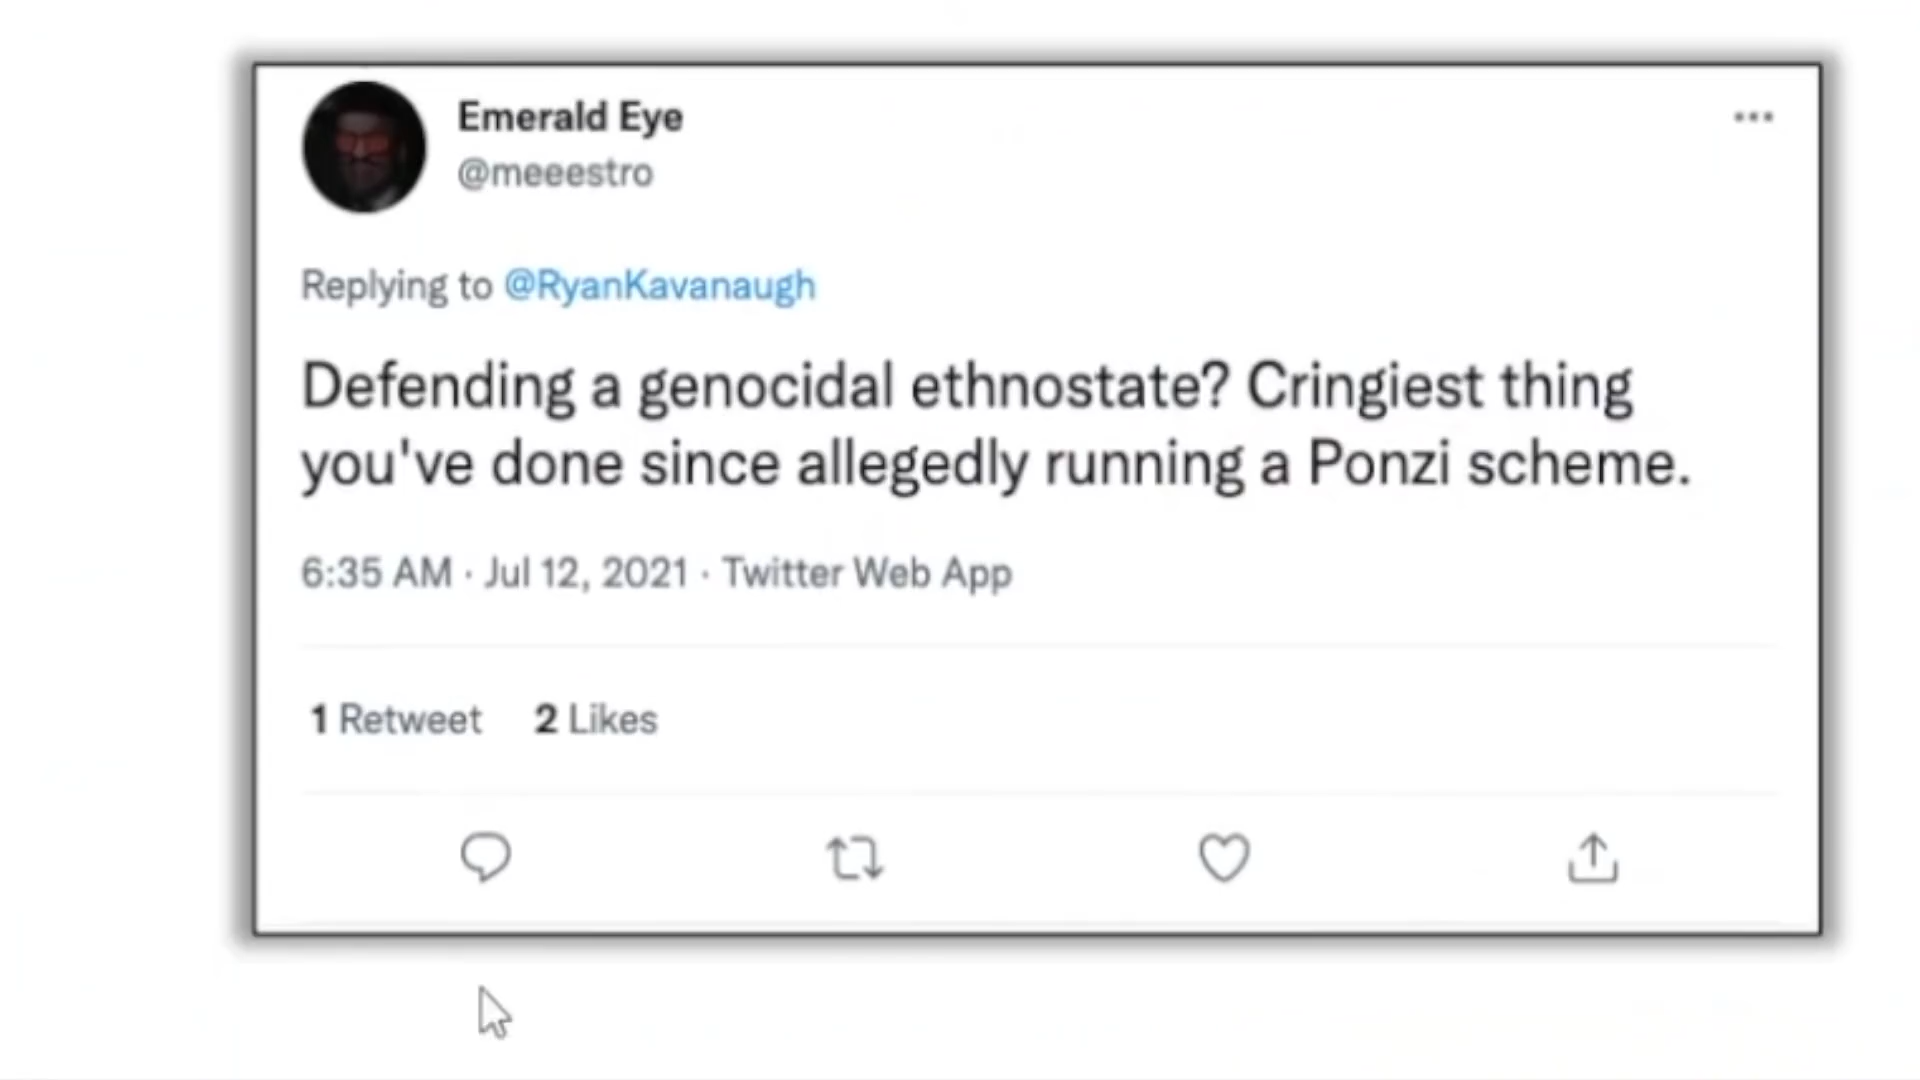 Emerald Eye
@meeestro
Replying to @RyanKavanaugh
Defending a genocidal ethnostate? Cringiest thing
you've done since allegedly running a Ponzi scheme.
6:35 AM · Jul 12, 2021 · Twitter Web App
1 Retweet 2 Likes